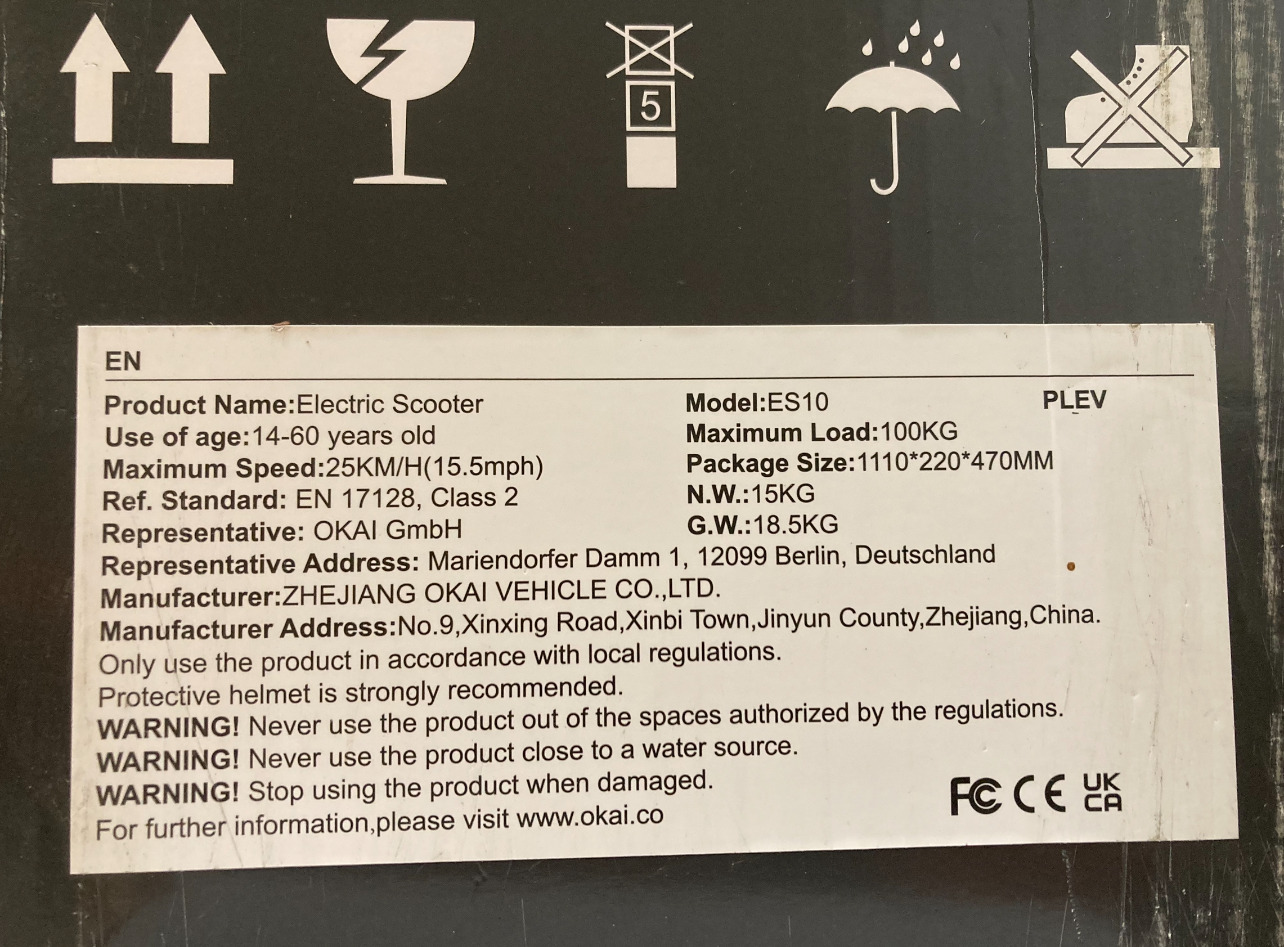 5
EN
Product Name:Electric Scooter
Model:ES10
PLEV
Use of age:14-60 years old
Maximum Load:100KG
Maximum Speed:25KM/H(15.5mph)
Package Size:1110*220*470MM
Ref. Standard: EN 17128, Class 2
N.W.:15KG
Representative: OKAI GmbH
G.W.:18.5KG
Representative Address: Mariendorfer Damm 1, 12099 Berlin, Deutschland
Manufacturer:ZHEJIANG OKAI VEHICLE CO.,LTD.
Manufacturer Address:No.9,Xinxing Road,Xinbi Town,Jinyun County,Zhejiang,China.
Only use the product in accordance with local regulations.
Protective helmet is strongly recommended.
WARNING! Never use the product out of the spaces authorized by the regulations.
WARNING! Never use the product close to a water source.
WARNING! Stop using the product when damaged.
For further information,please visit www.okai.co
FC CE UK
CA